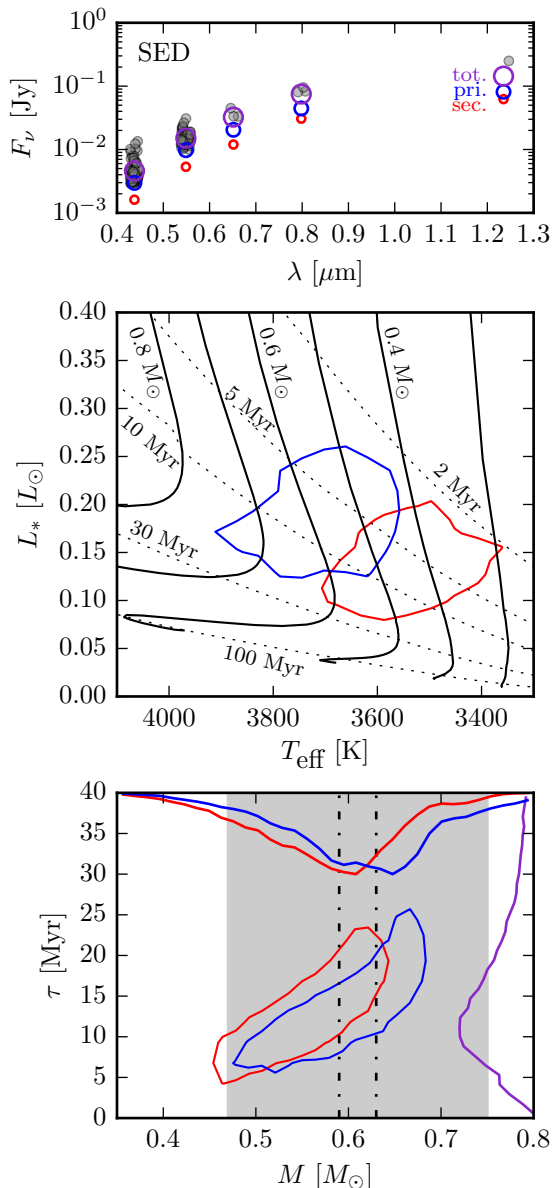 10⁰
10⁻¹
10⁻²
10⁻³
F_ν [Jy]
SED
tot.
pri.
sec.
0.4 0.5 0.6 0.7 0.8 0.9 1.0 1.1 1.2 1.3
λ [μm]
0.40
0.35
0.30
0.25
0.20
0.15
0.10
0.05
0.00
L_* [L_⊙]
0.8 M_⊙
0.6 M_⊙
0.4 M_⊙
5 Myr
10 Myr
2 Myr
30 Myr
100 Myr
4000 3800 3600 3400
T_eff [K]
40
35
30
25
20
15
10
5
0
τ [Myr]
0.4 0.5 0.6 0.7 0.8
M [M_⊙]